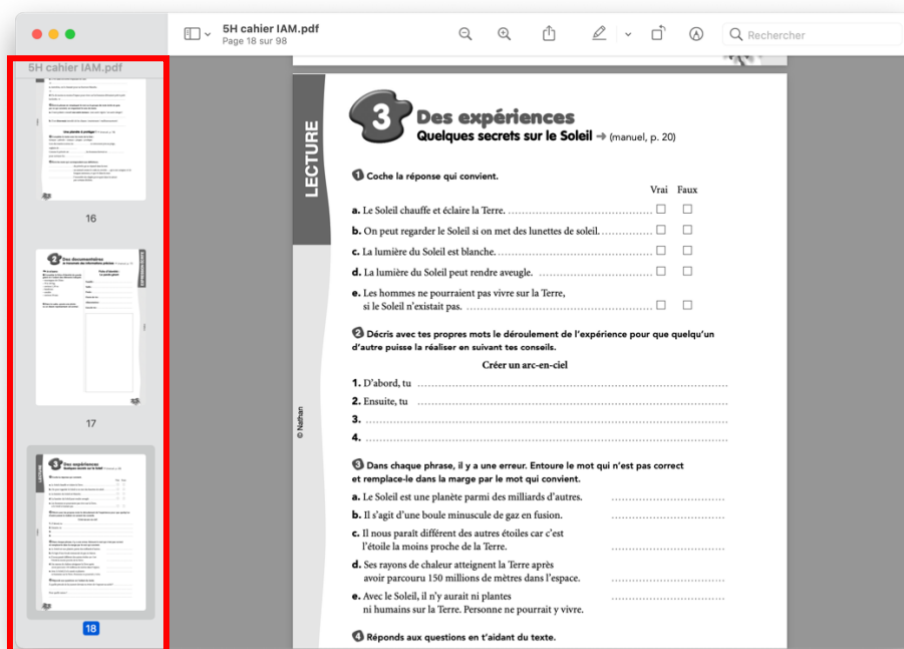 5H cahier IAM.pdf
Page 18 sur 98
Rechercher
5H cahier IAM.pdf
16
17
18
LECTURE
3
Des expériences
Quelques secrets sur le Soleil ➔ (manuel, p. 20)
1 Coche la réponse qui convient.
Vrai Faux
a. Le Soleil chauffe et éclaire la Terre.
b. On peut regarder le Soleil si on met des lunettes de soleil.
c. La lumière du Soleil est blanche.
d. La lumière du Soleil peut rendre aveugle.
e. Les hommes ne pourraient pas vivre sur la Terre,
si le Soleil n'existait pas.
2 Décris avec tes propres mots le déroulement de l'expérience pour que quelqu'un
d'autre puisse la réaliser en suivant tes conseils.
Créer un arc-en-ciel
1. D'abord, tu
2. Ensuite, tu
3.
4.
© Nathan
3 Dans chaque phrase, il y a une erreur. Entoure le mot qui n'est pas correct
et remplace-le dans la marge par le mot qui convient.
a. Le Soleil est une planète parmi des milliards d'autres.
b. Il s'agit d'une boule minuscule de gaz en fusion.
c. Il nous paraît différent des autres étoiles car c'est
l'étoile la moins proche de la Terre.
d. Ses rayons de chaleur atteignent la Terre après
avoir parcouru 150 millions de mètres dans l'espace.
e. Avec le Soleil, il n'y aurait ni plantes
ni humains sur la Terre. Personne ne pourrait y vivre.
4 Réponds aux questions en t'aidant du texte.